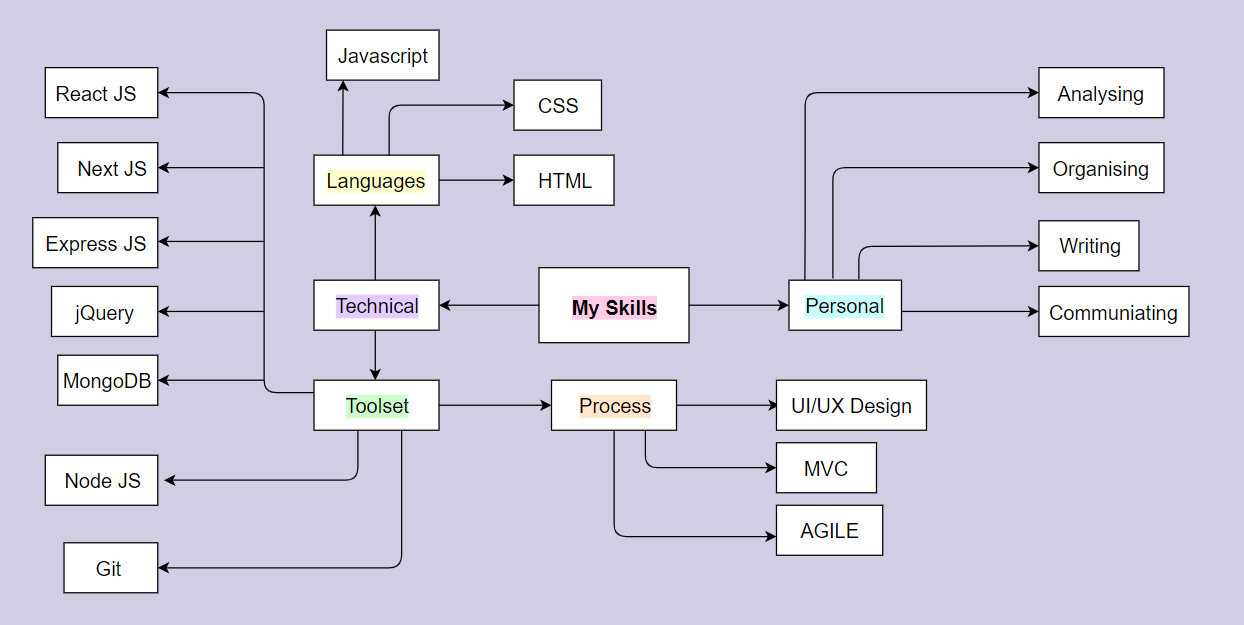 Javascript
React JS
CSS
Analysing
Next JS
Languages
HTML
Organising
Express JS
Writing
Technical
My Skills
Personal
jQuery
Communiating
MongoDB
Toolset
Process
UI/UX Design
Node JS
MVC
AGILE
Git